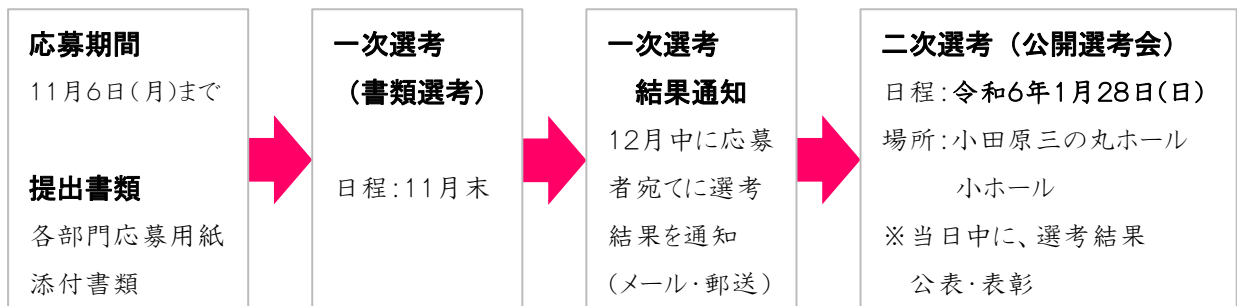 応募期間
11月6日(月)まで
提出書類
各部門応募用紙
添付書類
一次選考
(書類選考)
日程:11月末
一次選考
結果通知
12月中に応募
者宛てに選考
結果を通知
(メール・郵送)
二次選考(公開選考会)
日程:令和6年1月28日(日)
場所:小田原三の丸ホール
小ホール
※当日中に、選考結果
公表・表彰